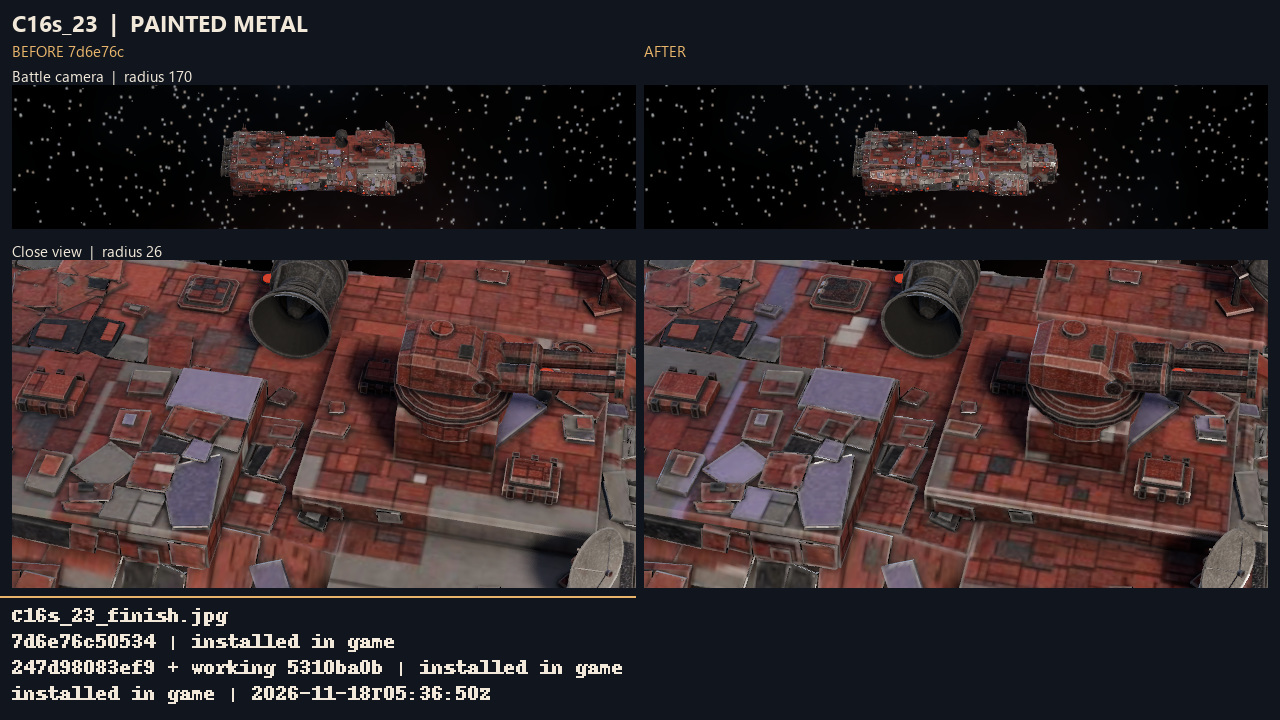 C16s_23 | PAINTED METAL
BEFORE 7d6e76c
AFTER
Battle camera | radius 170
Close view | radius 26
C16s_23_finish.jpg
7d6e76c50534 | installed in game
247d98083ef9 + working 5310ba0b | installed in game
installed in game | 2026-11-18T05:36:50Z